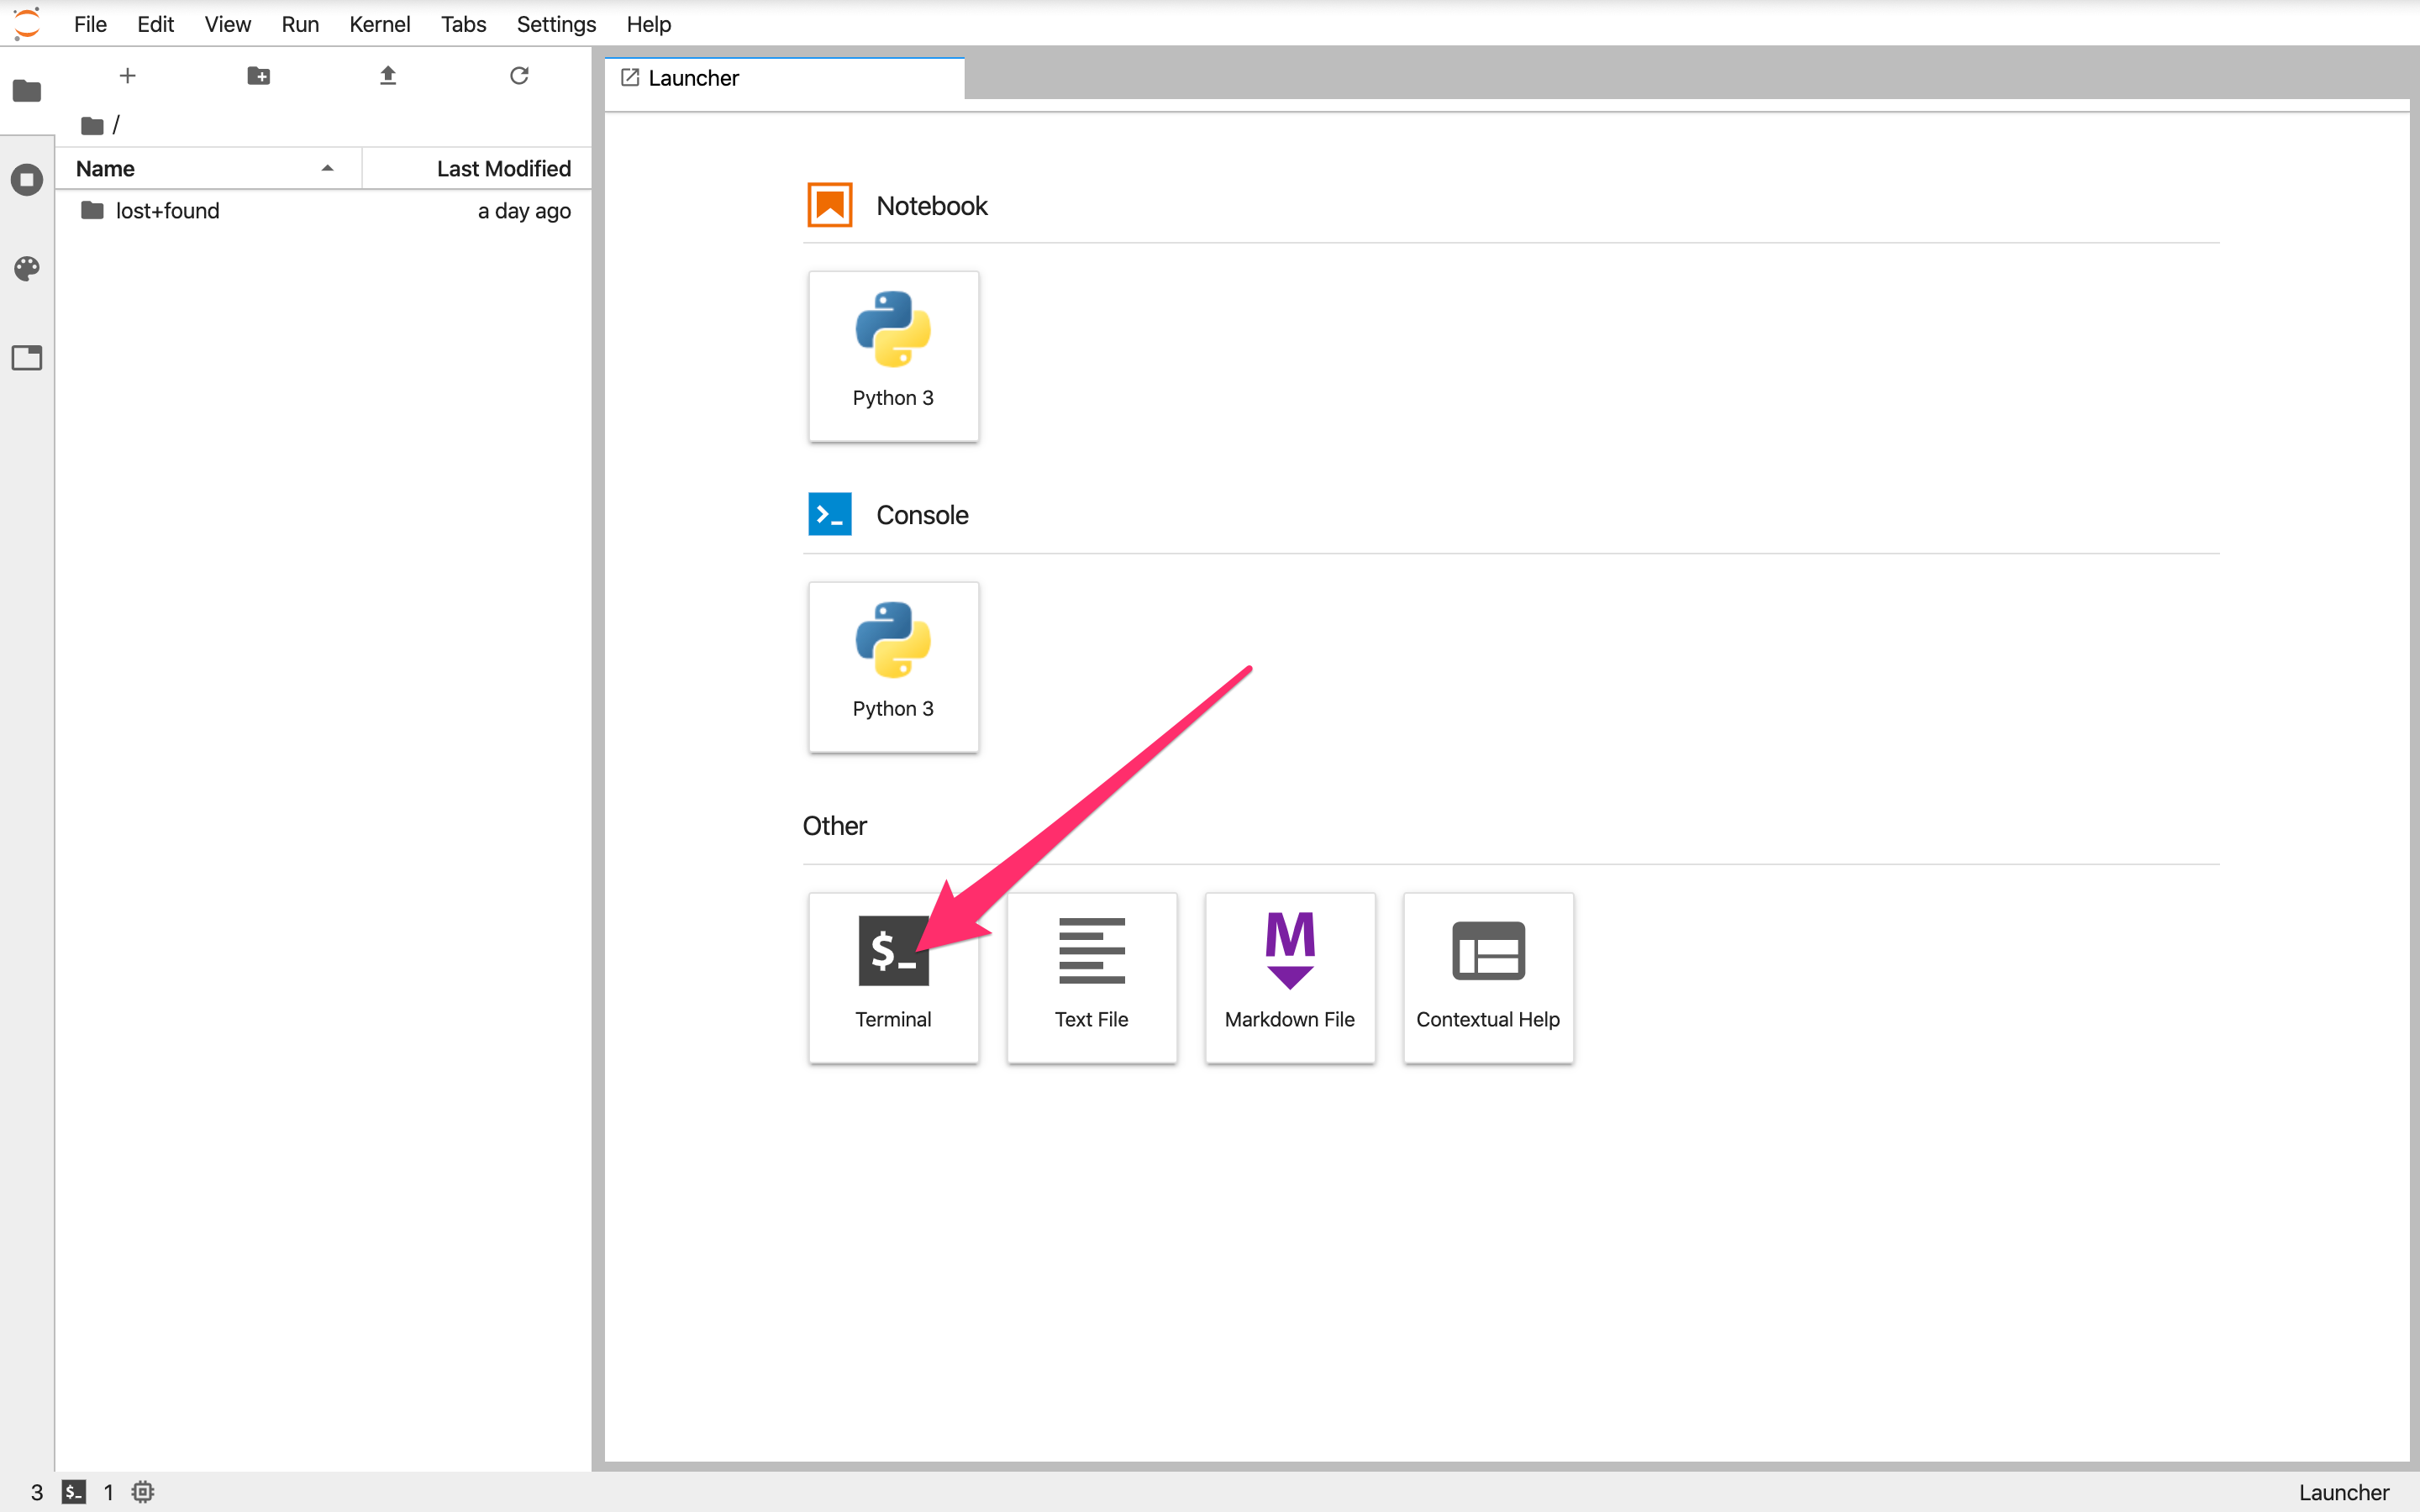 File Edit View Run Kernel Tabs Settings Help
/
Name Last Modified
lost+found a day ago
Launcher
Notebook
Python 3
>_ Console
Python 3
Other
$_ M
Terminal Text File Markdown File Contextual Help
3 $_ 1 Launcher